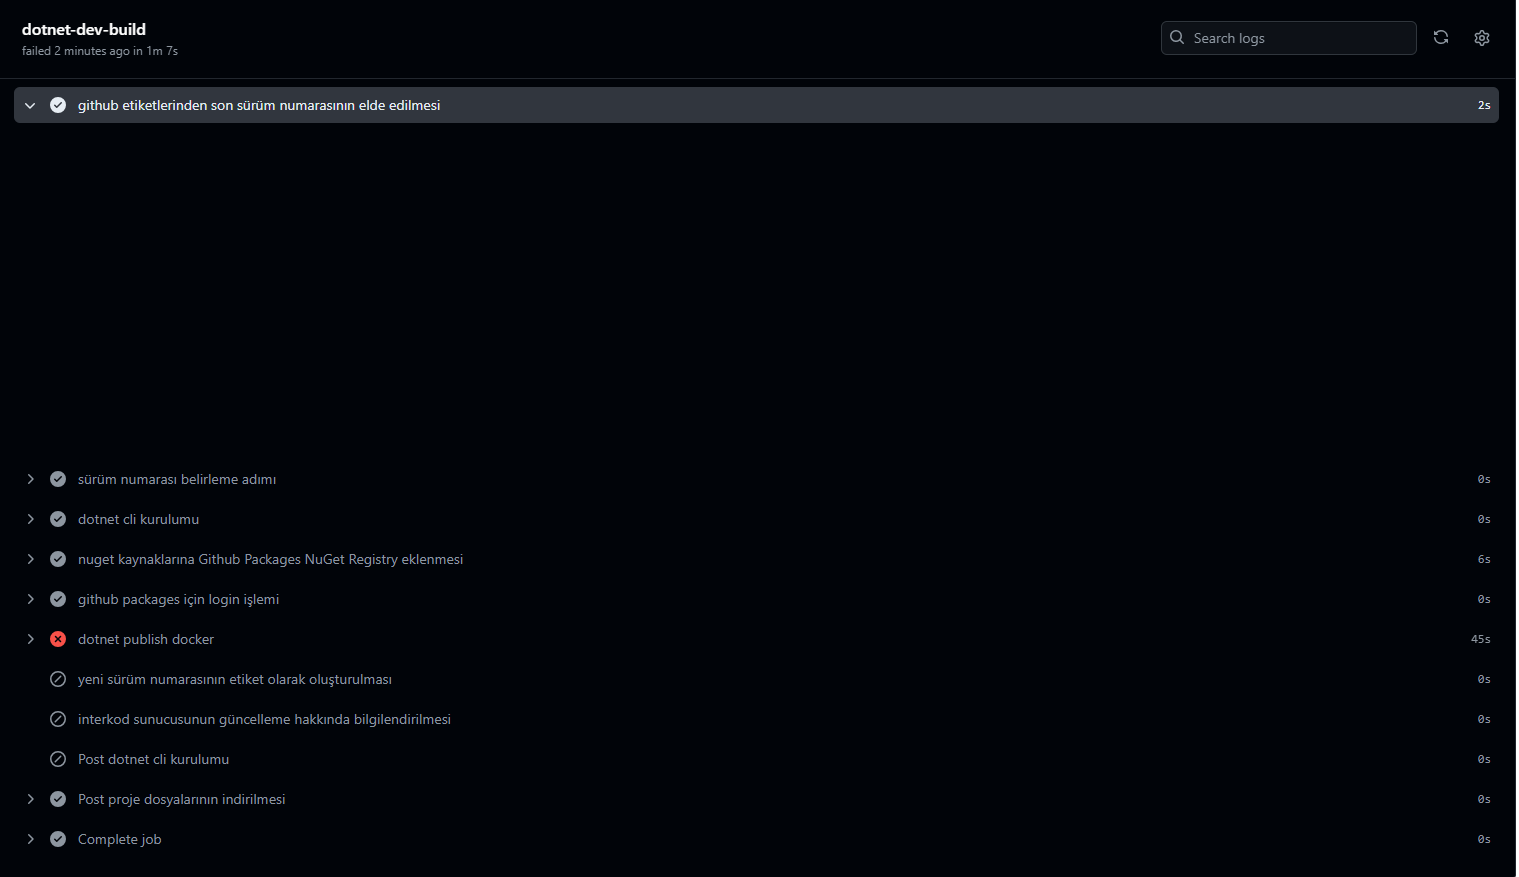 dotnet-dev-build
failed 2 minutes ago in 1m 7s
Search logs
github etiketlerinden son sürüm numarasının elde edilmesi 2s
sürüm numarası belirleme adımı 0s
dotnet cli kurulumu 0s
nuget kaynaklarına Github Packages NuGet Registry eklenmesi 6s
github packages için login işlemi 0s
dotnet publish docker 45s
yeni sürüm numarasının etiket olarak oluşturulması 0s
interkod sunucusunun güncelleme hakkında bilgilendirilmesi 0s
Post dotnet cli kurulumu 0s
Post proje dosyalarının indirilmesi 0s
Complete job 0s